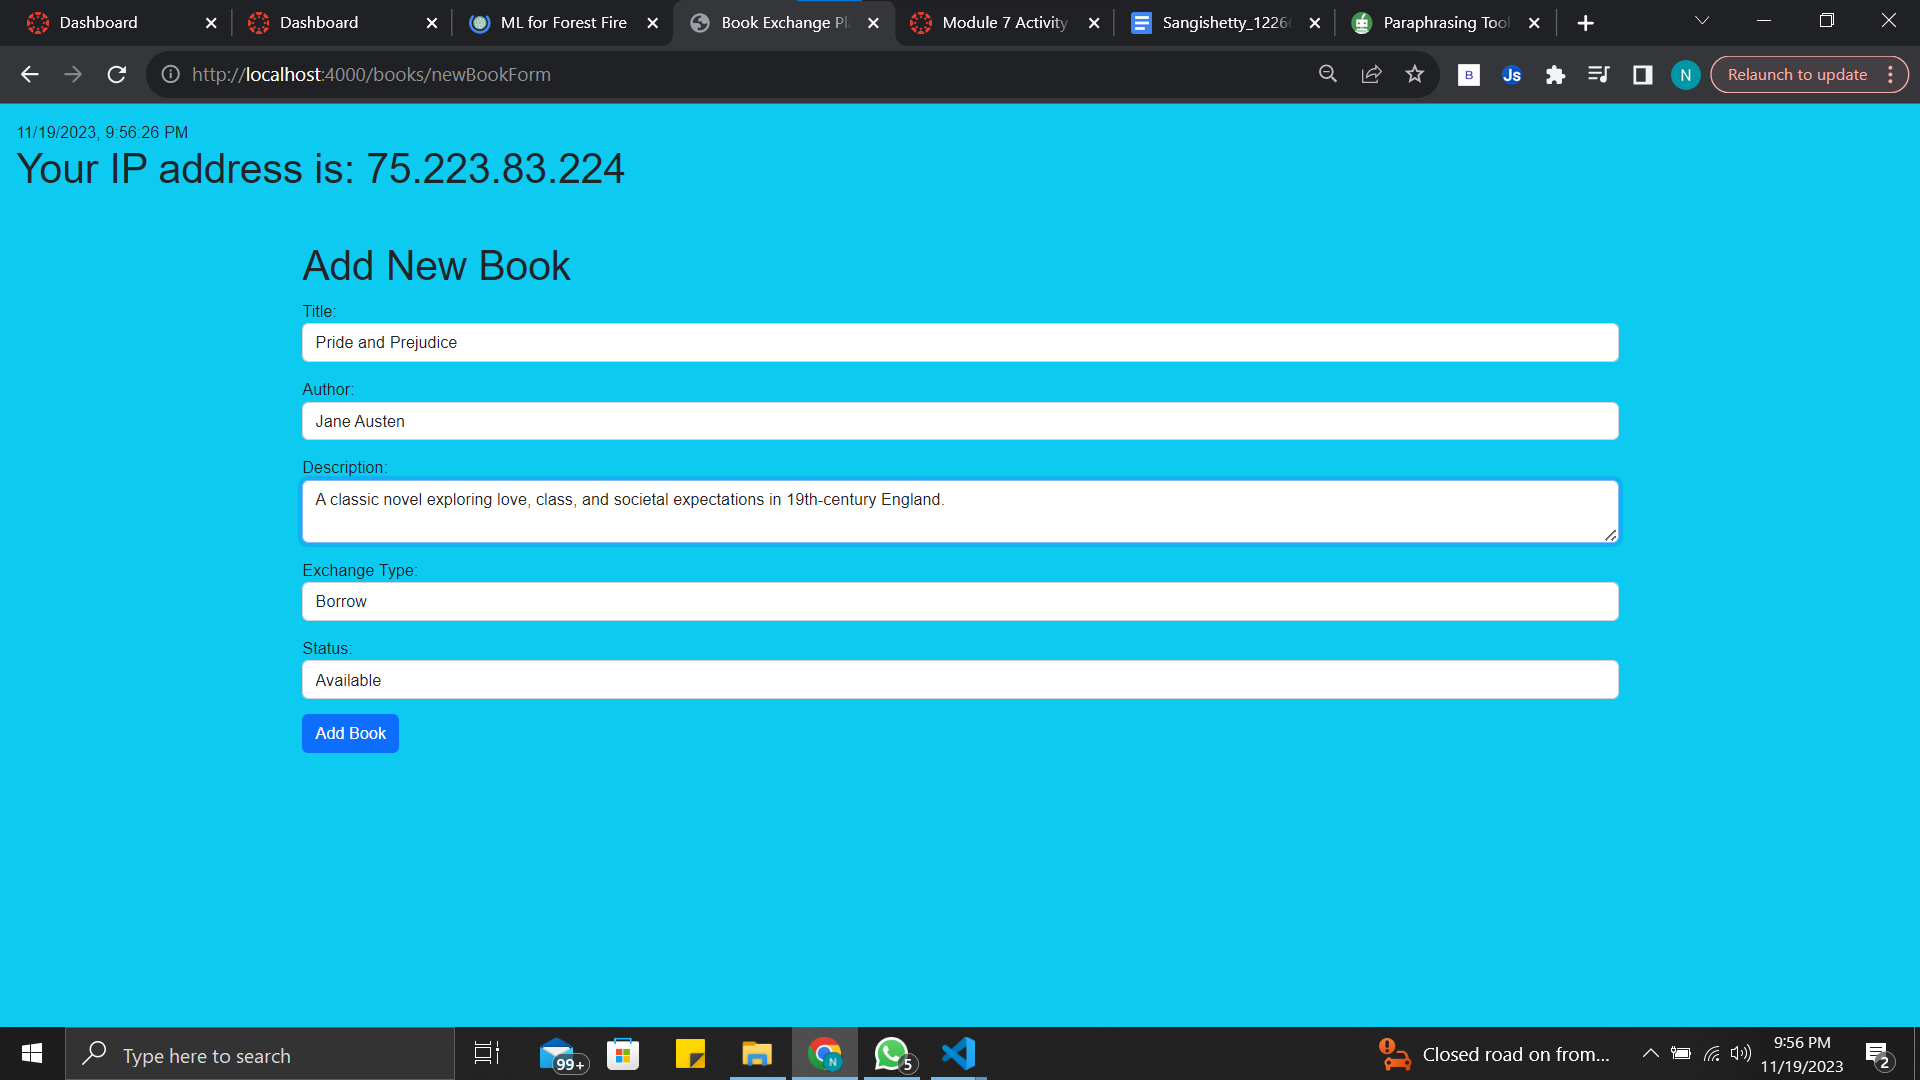 Dashboard
Dashboard
ML for Forest Fire
Book Exchange Pl
Module 7 Activity
Sangishetty_1226
Paraphrasing Tool
http://localhost:4000/books/newBookForm
B
Js
N
Relaunch to update
11/19/2023, 9:56:26 PM
Your IP address is: 75.223.83.224
Add New Book
Title:
Pride and Prejudice
Author:
Jane Austen
Description:
A classic novel exploring love, class, and societal expectations in 19th-century England.
Exchange Type:
Borrow
Status:
Available
Add Book
Type here to search
99+
N
5
Closed road on from...
9:56 PM
11/19/2023
2